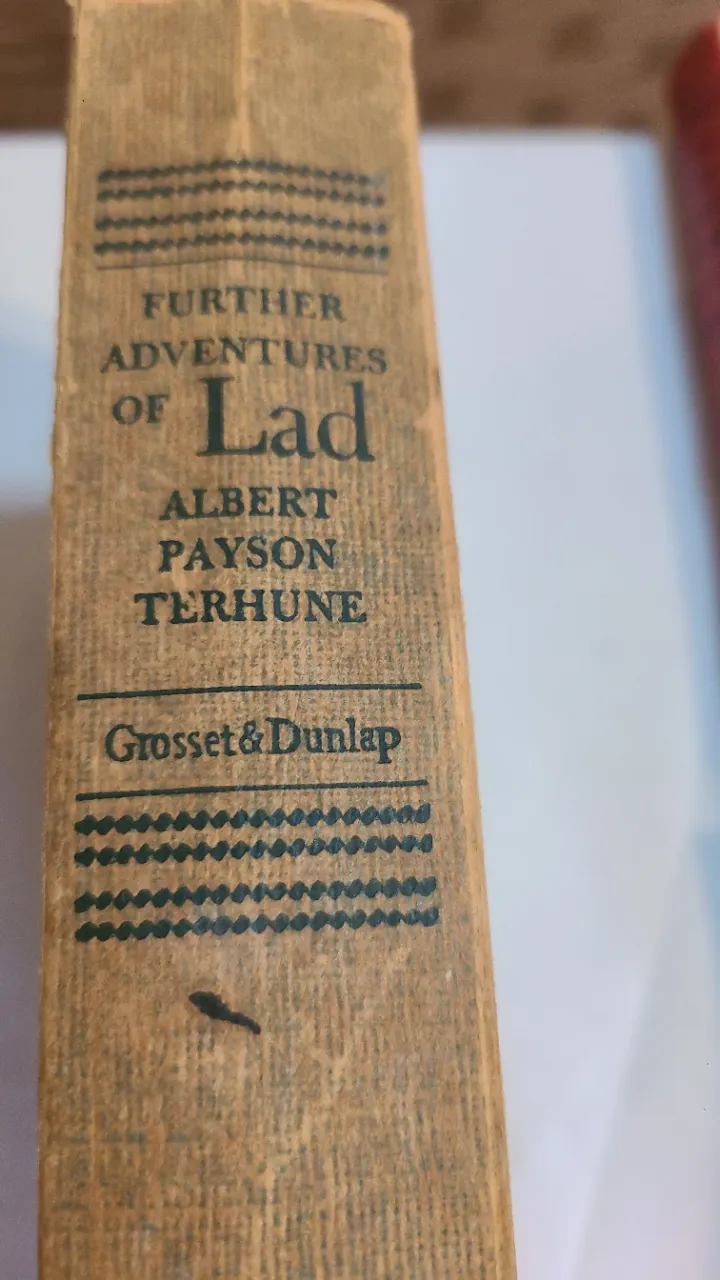 FURTHER
ADVENTURES
OF Lad
ALBERT
PAYSON
TERHUNE
Grosset & Dunlap